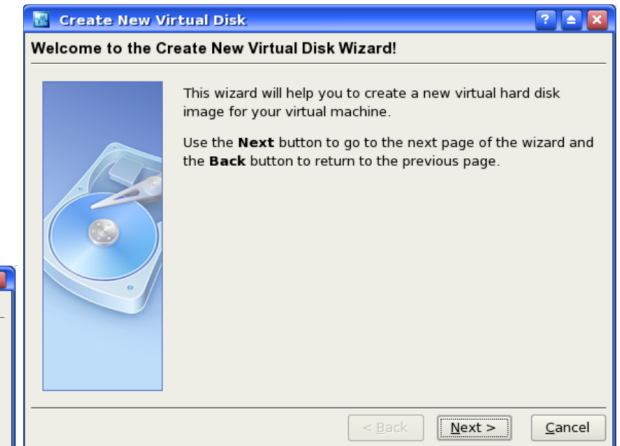 Create New Virtual Disk
Welcome to the Create New Virtual Disk Wizard!
This wizard will help you to create a new virtual hard disk
image for your virtual machine.
Use the Next button to go to the next page of the wizard and
the Back button to return to the previous page.
< Back
Next >
Cancel